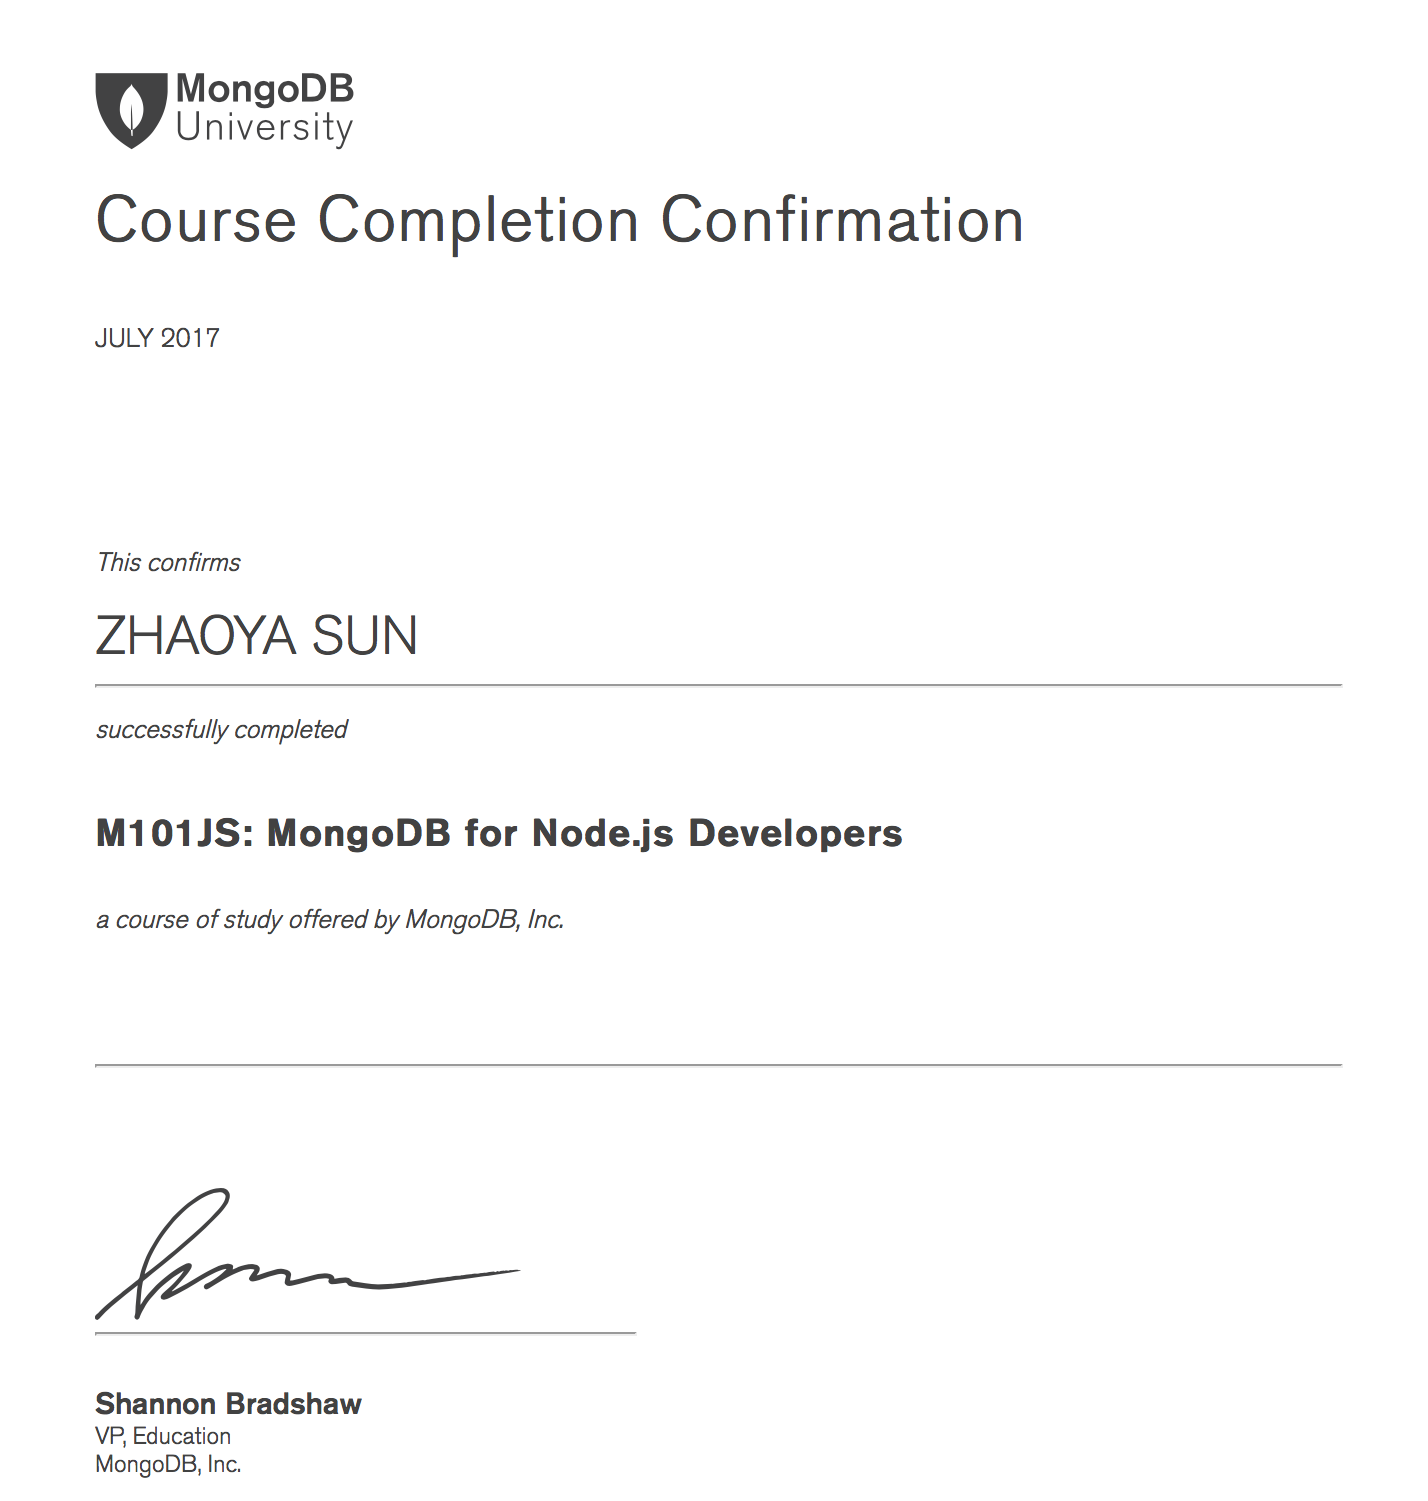 MongoDB
University
Course Completion Confirmation
JULY 2017
This confirms
ZHAOYA SUN
successfully completed
M101JS: MongoDB for Node.js Developers
a course of study offered by MongoDB, Inc.
Shannon Bradshaw
VP, Education
MongoDB, Inc.